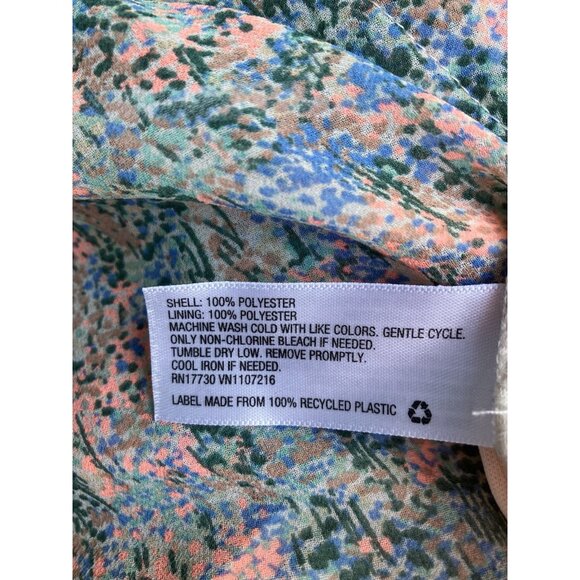 SHELL: 100% POLYESTER
LINING: 100% POLYESTER
MACHINE WASH COLD WITH LIKE COLORS. GENTLE CYCLE.
ONLY NON-CHLORINE BLEACH IF NEEDED.
TUMBLE DRY LOW. REMOVE PROMPTLY.
COOL IRON IF NEEDED.
RN17730 VN1107216
LABEL MADE FROM 100% RECYCLED PLASTIC